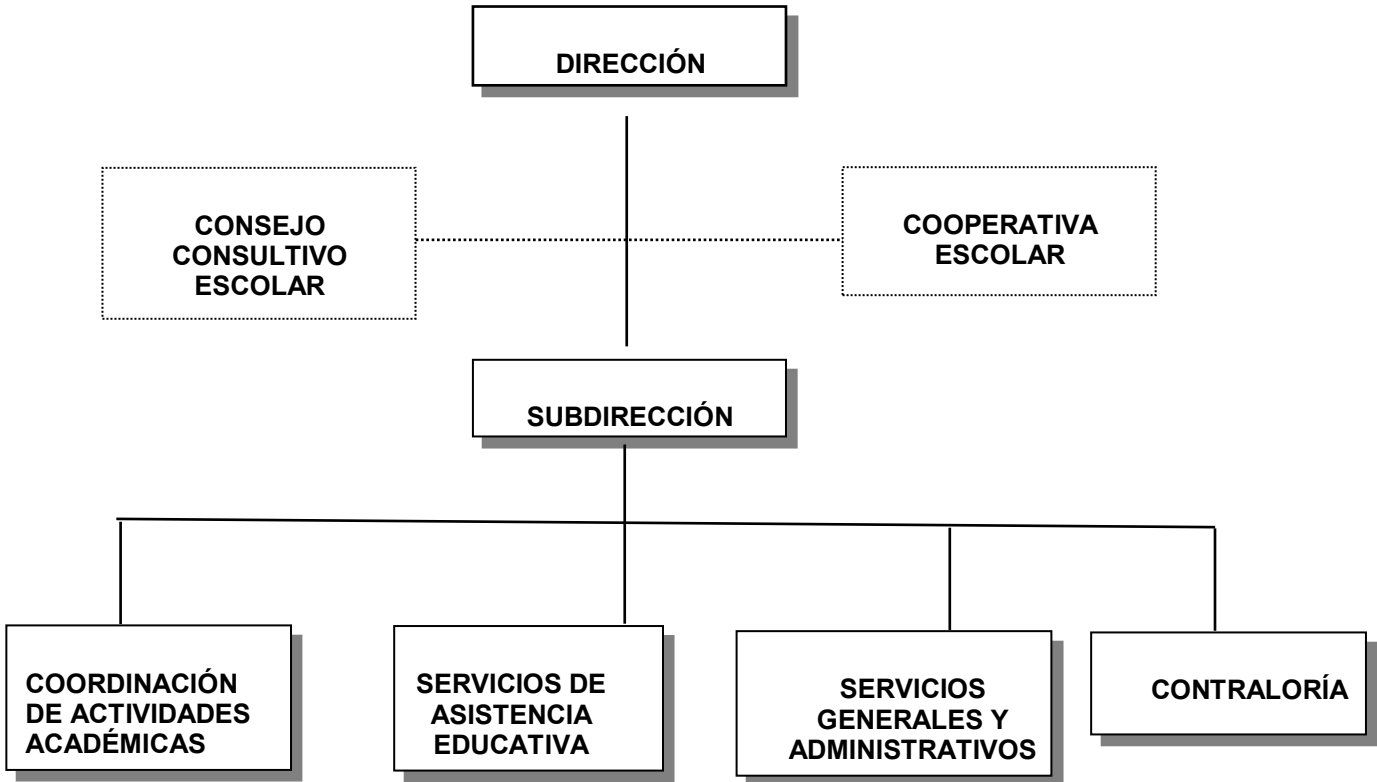 DIRECCIÓN
CONSEJO
CONSULTIVO
ESCOLAR
COOPERATIVA
ESCOLAR
SUBDIRECCIÓN
COORDINACIÓN
DE ACTIVIDADES
ACADÉMICAS
SERVICIOS DE
ASISTENCIA
EDUCATIVA
SERVICIOS
GENERALES Y
ADMINISTRATIVOS
CONTRALORÍA